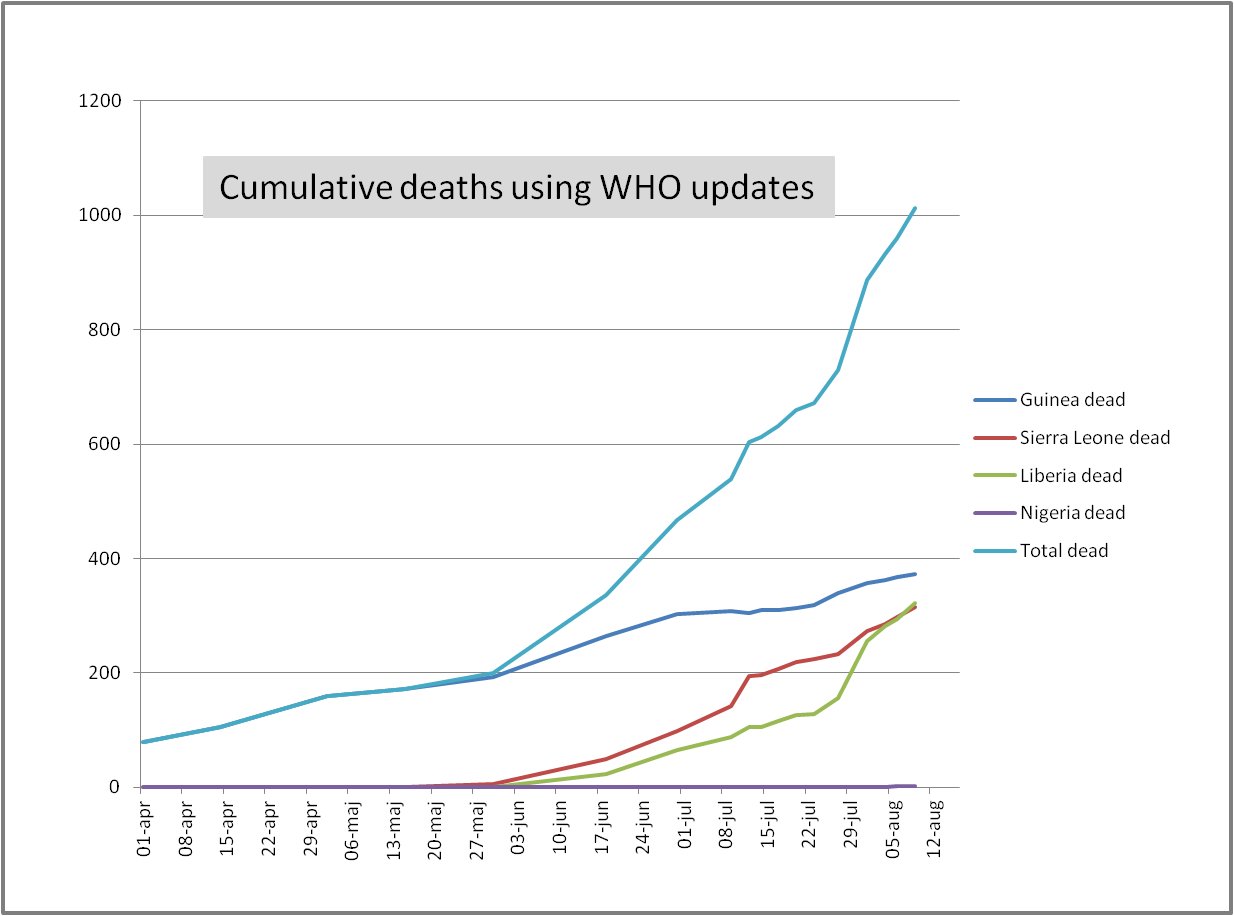 Cumulative deaths using WHO updates
1200
1000
800
600
400
200
0
01-apr
08-apr
15-apr
22-apr
29-apr
06-maj
13-maj
20-maj
27-maj
03-jun
10-jun
17-jun
24-jun
01-jul
08-jul
15-jul
22-jul
29-jul
05-aug
12-aug
Guinea dead
Sierra Leone dead
Liberia dead
Nigeria dead
Total dead